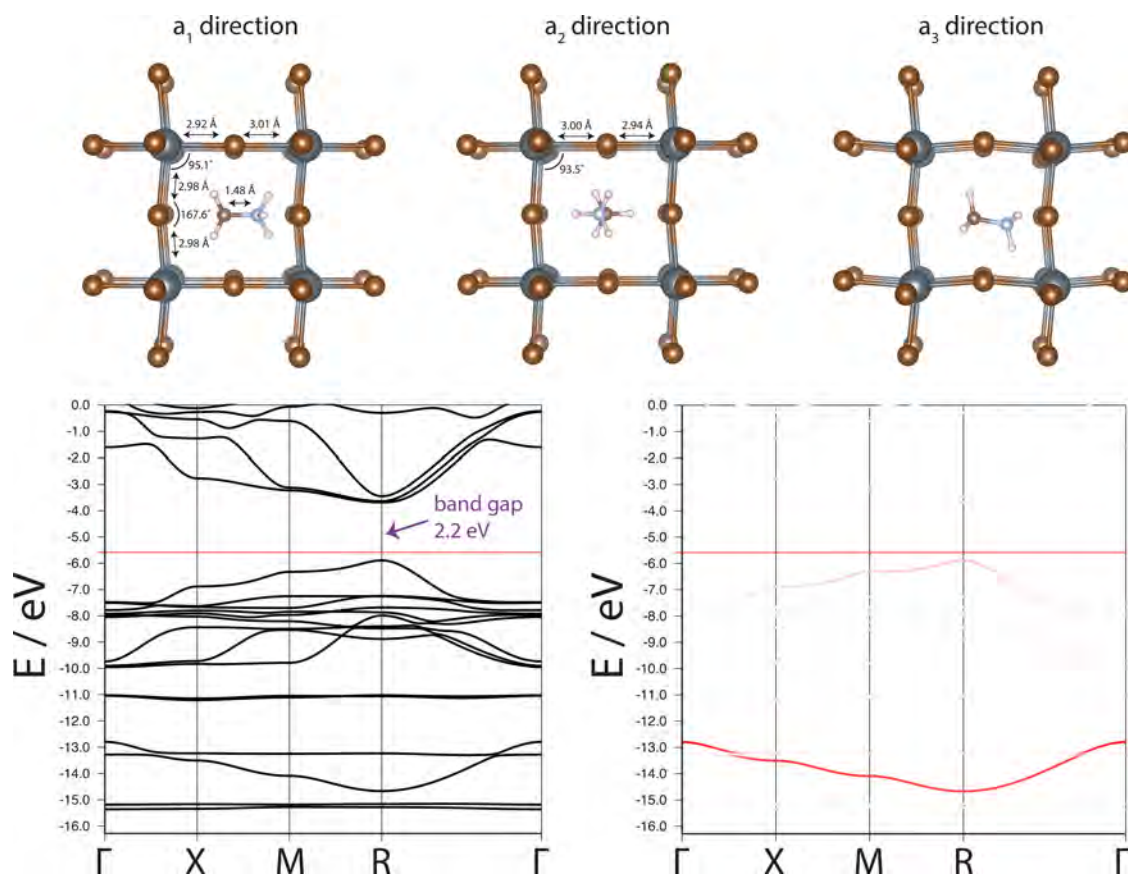 a₁ direction
a₂ direction
a₃ direction
2.92 Å
3.01 Å
95.1°
2.98 Å
1.48 Å
167.6°
2.98 Å
3.00 Å
2.94 Å
93.5°
E / eV
0.0
-1.0
-2.0
-3.0
-4.0
-5.0
-6.0
-7.0
-8.0
-9.0
-10.0
-11.0
-12.0
-13.0
-14.0
-15.0
-16.0
band gap
2.2 eV
Γ X M R Γ
E / eV
0.0
-1.0
-2.0
-3.0
-4.0
-5.0
-6.0
-7.0
-8.0
-9.0
-10.0
-11.0
-12.0
-13.0
-14.0
-15.0
-16.0
Γ X M R Γ